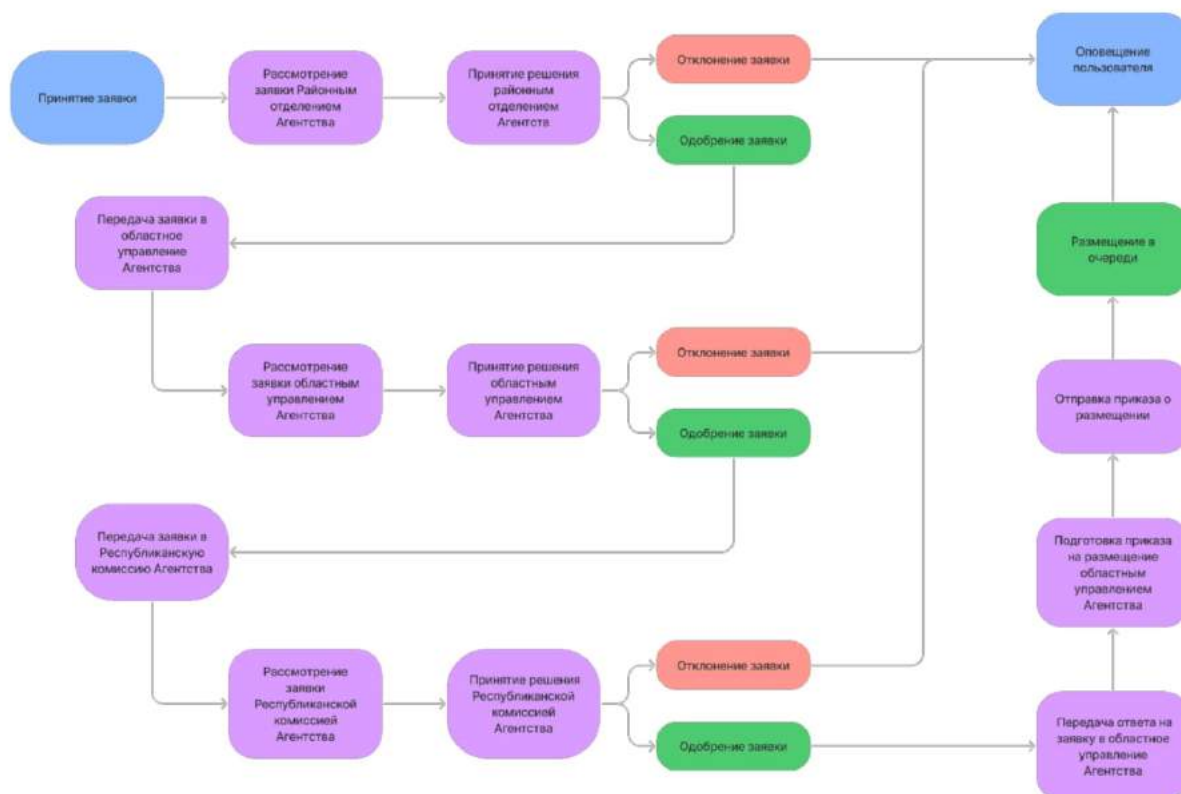 Принятие заявки
Рассмотрение
заявки Районным
отделением
Агентства
Принятие решения
районным
отделением
Агентств
Отклонение заявки
Одобрение заявки
Оповещение
пользователя
Передача заявки в
областное
управление
Агентства
Размещение в
очереди
Рассмотрение
заявки областным
управлением
Агентства
Принятие решения
областным
управлением
Агентства
Отклонение заявки
Одобрение заявки
Отправка приказа о
размещении
Передача заявки в
Республиканскую
комиссию Агентства
Подготовка приказа
на размещение
областным
управлением
Агентства
Рассмотрение
заявки
Республиканской
комиссией
Агентства
Принятие решения
Республиканской
комиссией
Агентства
Отклонение заявки
Одобрение заявки
Передача ответа на
заявку в областное
управление
Агентства